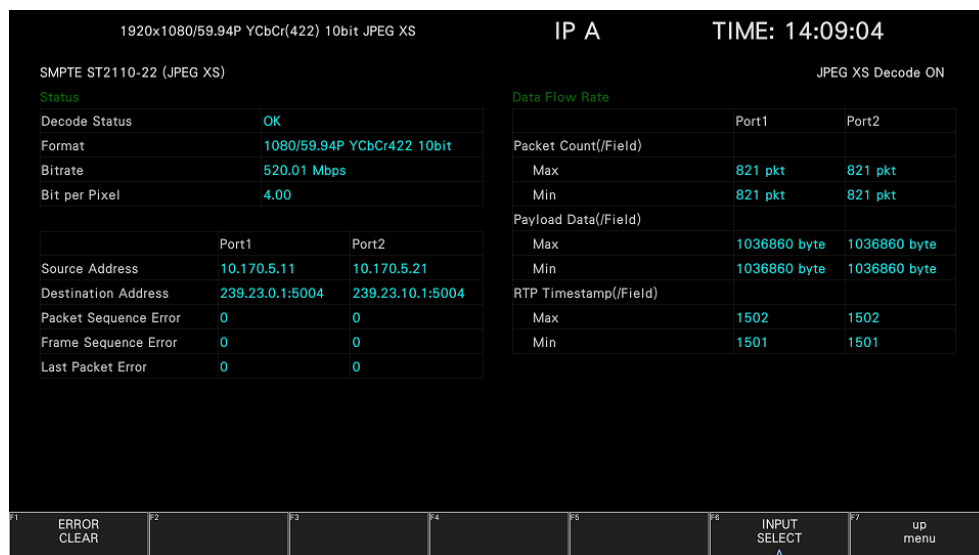 1920x1080/59.94P YCbCr(422) 10bit JPEG XS IP A TIME: 14:09:04
SMPTE ST2110-22 (JPEG XS) JPEG XS Decode ON
Status
Decode Status OK
Format 1080/59.94P YCbCr422 10bit
Bitrate 520.01 Mbps
Bit per Pixel 4.00
Port1 Port2
Source Address 10.170.5.11 10.170.5.21
Destination Address 239.23.0.1:5004 239.23.10.1:5004
Packet Sequence Error 0 0
Frame Sequence Error 0 0
Last Packet Error 0 0
Data Flow Rate
Port1 Port2
Packet Count(/Field)
Max 821 pkt 821 pkt
Min 821 pkt 821 pkt
Payload Data(/Field)
Max 1036860 byte 1036860 byte
Min 1036860 byte 1036860 byte
RTP Timestamp(/Field)
Max 1502 1502
Min 1501 1501
F1 ERROR CLEAR F2 F3 F4 F5 F6 INPUT SELECT F7 up menu